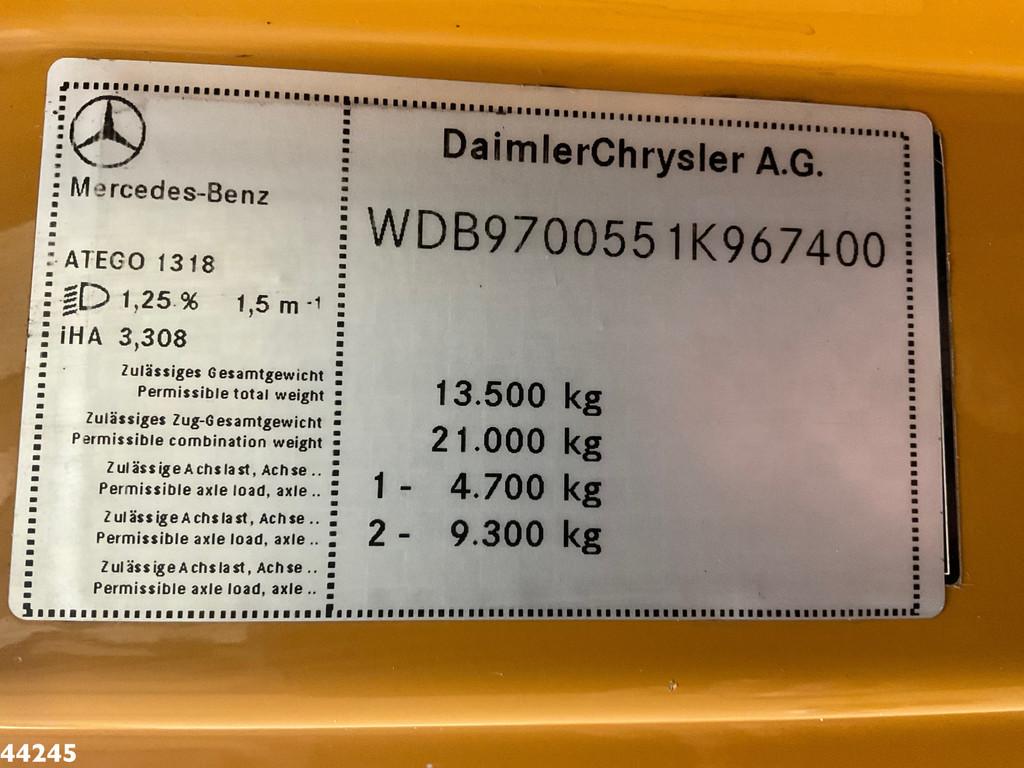 DaimlerChrysler A.G.
Mercedes-Benz
WDB9700551K967400
ATEGO 1318
1,25 % 1,5 m -1
iHA 3,308
Zulässiges Gesamtgewicht
Permissible total weight 13.500 kg
Zulässiges Zug-Gesamtgewicht
Permissible combination weight 21.000 kg
Zulässige Achslast, Achse ..
Permissible axle load, axle .. 1 - 4.700 kg
Zulässige Achslast, Achse ..
Permissible axle load, axle .. 2 - 9.300 kg
Zulässige Achslast, Achse ..
Permissible axle load, axle ..
44245